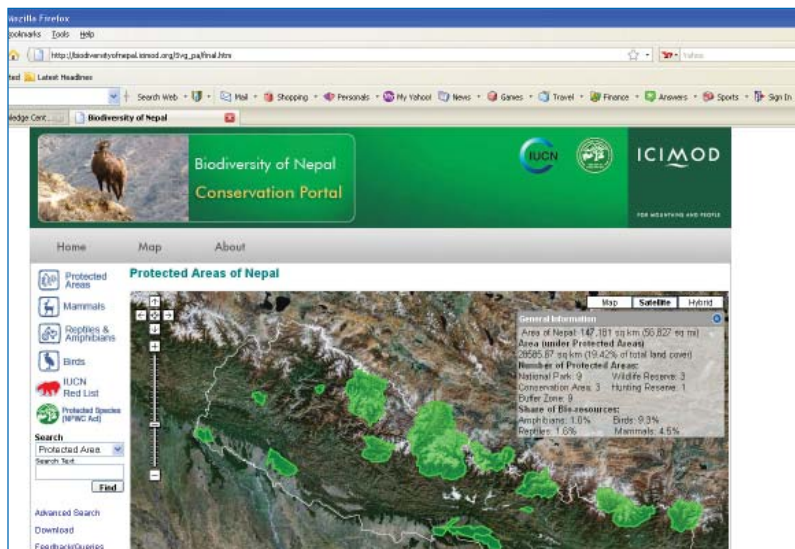 Mozilla Firefox
Bookmarks Tools Help
http://biodiversityofnepal.icimod.org/Svg_pa/final.htm
Yahoo
Latest Headlines
Search Web Mail Shopping Personals My Yahoo! News Games Travel Finance Answers Sports Sign In
ledge Cent... Biodiversity of Nepal
Biodiversity of Nepal
Conservation Portal
IUCN
ICIMOD
FOR MOUNTAINS AND PEOPLE
Home Map About
Protected Areas
Mammals
Reptiles & Amphibians
Birds
IUCN Red List
Protected Species (NPWC Act)
Search
Protected Area
Search Text
Find
Advanced Search
Download
Feedback/Queries
Protected Areas of Nepal
Map Satellite Hybrid
General Information
Area of Nepal: 147,181 sq km (56,827 sq mi)
Area (under Protected Areas)
28585.67 sq km (19.42% of total land cover)
Number of Protected Areas:
National Park: 9 Wildlife Reserve: 3
Conservation Area: 3 Hunting Reserve: 1
Buffer Zone: 9
Share of Bio-resources:
Amphibians: 1.0% Birds: 9.3%
Reptiles: 1.6% Mammals: 4.5%